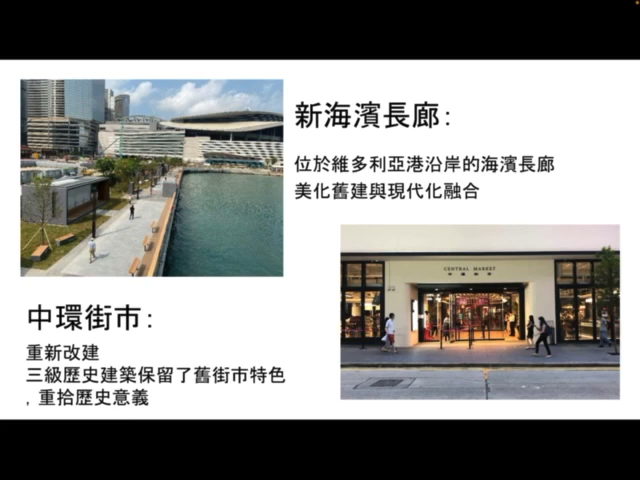 新海濱長廊：
位於維多利亞港沿岸的海濱長廊
美化舊建與現代化融合
CENTRAL MARKET
中環街市：
重新改建
三級歷史建築保留了舊街市特色
，重拾歷史意義